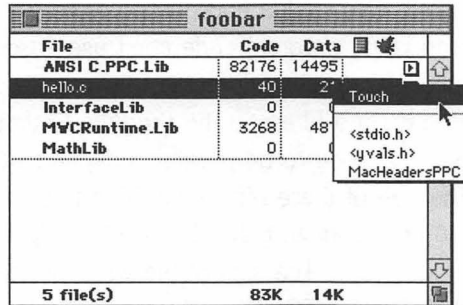 foobar
File Code Data
ANSI C.PPC.Lib 82176 14495
hello.c 40
Touch
InterfaceLib 0
<stdio.h>
MWCRuntime.Lib 3268
<yvals.h>
MathLib 0
MacHeadersPPC
5 file(s) 83K 14K